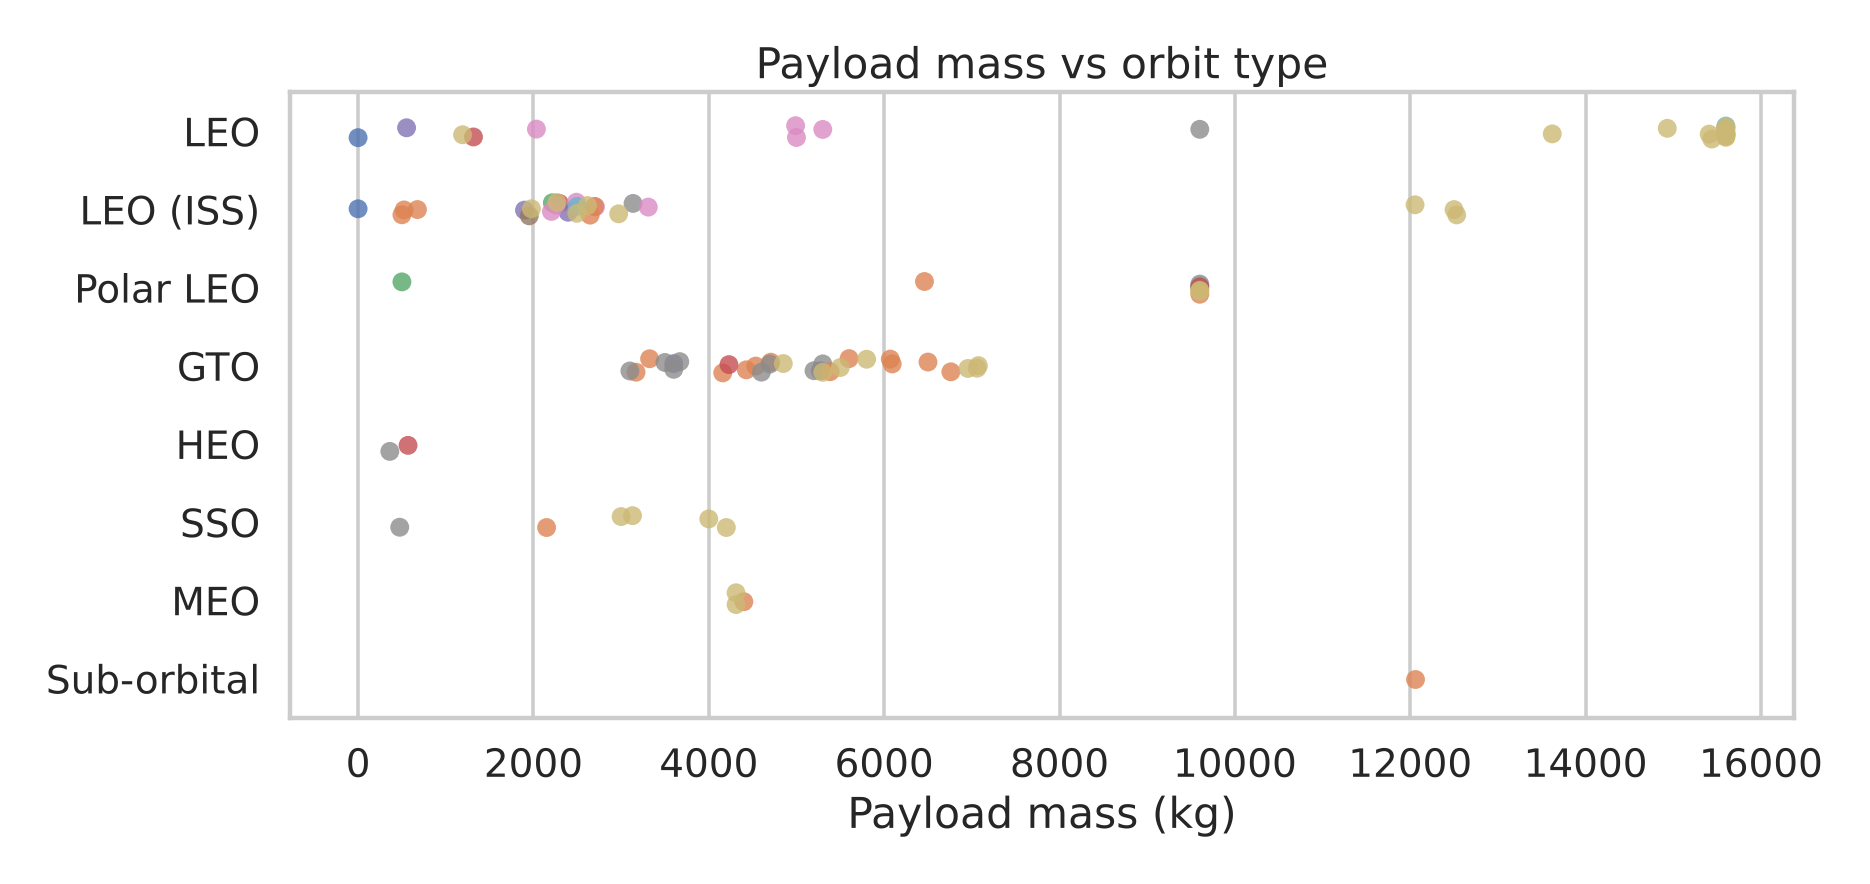 Payload mass vs orbit type
LEO
LEO (ISS)
Polar LEO
GTO
HEO
SSO
MEO
Sub-orbital
0 2000 4000 6000 8000 10000 12000 14000 16000
Payload mass (kg)